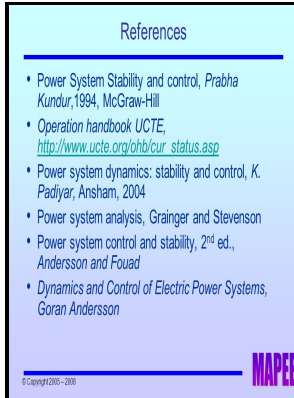 References
• Power System Stability and control, Prabha
Kundur,1994, McGraw-Hill
• Operation handbook UCTE,
http://www.ucte.org/ohb/cur_status.asp
• Power system dynamics: stability and control, K.
Padiyar, Ansham, 2004
• Power system analysis, Grainger and Stevenson
• Power system control and stability, 2nd ed.,
Andersson and Fouad
• Dynamics and Control of Electric Power Systems,
Goran Andersson
© Copyright 2005 – 2008
MAPEE